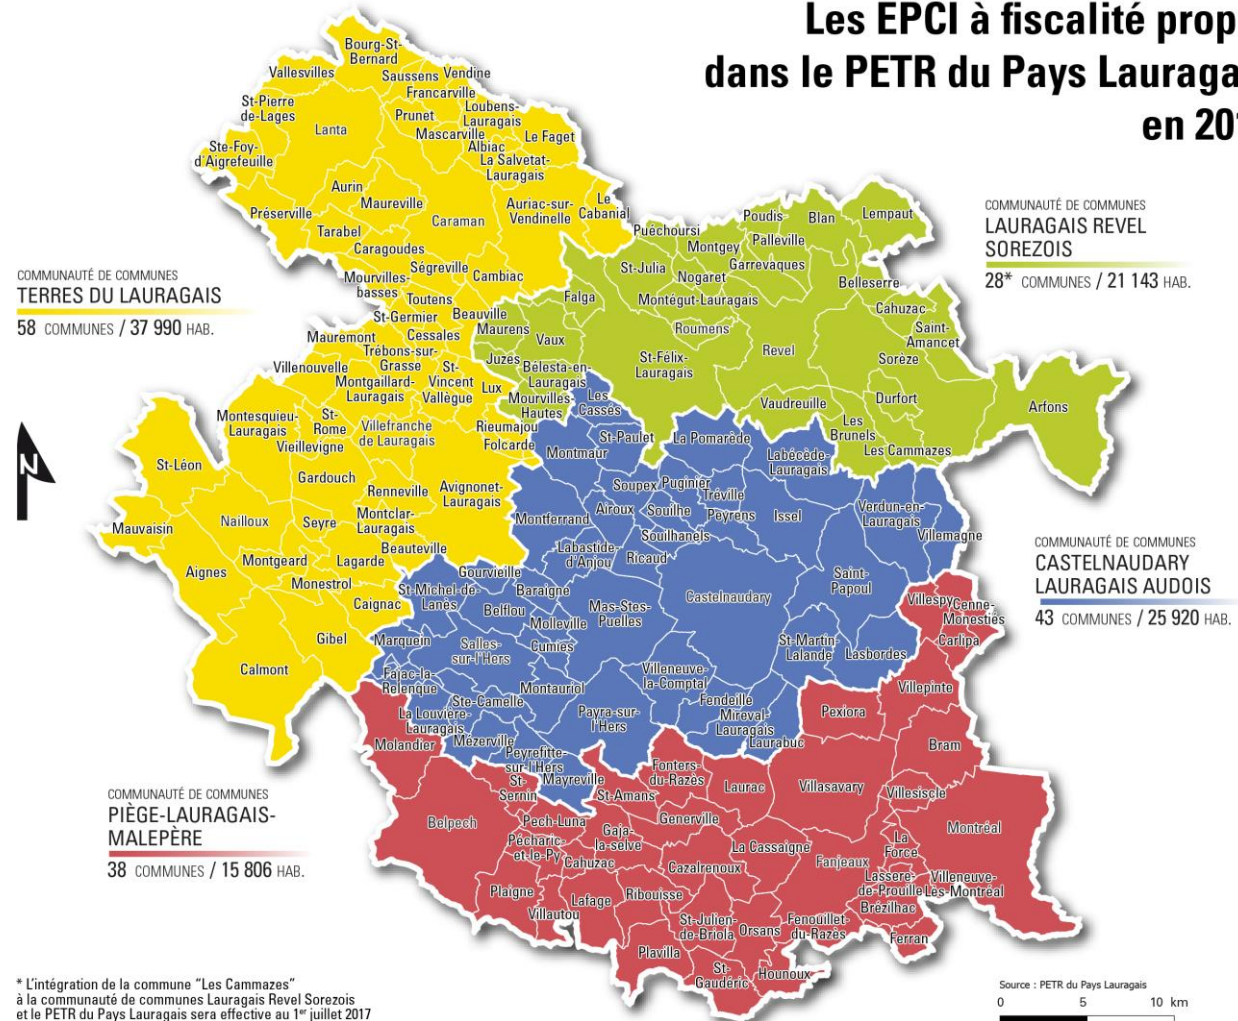 Les EPCI à fiscalité prop
dans le PETR du Pays Lauraga
en 20
COMMUNAUTÉ DE COMMUNES
TERRES DU LAURAGAIS
58 COMMUNES / 37 990 HAB.
COMMUNAUTÉ DE COMMUNES
LAURAGAIS REVEL
SOREZOIS
28* COMMUNES / 21 143 HAB.
COMMUNAUTÉ DE COMMUNES
CASTELNAUDARY
LAURAGAIS AUDOIS
43 COMMUNES / 25 920 HAB.
COMMUNAUTÉ DE COMMUNES
PIÈGE-LAURAGAIS-
MALEPÈRE
38 COMMUNES / 15 806 HAB.
N
Bourg-St-
Bernard
Vallesvilles
Saussens
Vendine
Francarville
St-Pierre
de-Lages
Prunet
Loubens-
Lauragais
Lanta
Mascarville
Le Faget
Albiac
Ste-Foy-
d'Aigrefeuille
La Salvetat-
Lauragais
Aurin
Maureville
Auriac-sur-
Vendinelle
Le
Cabanial
Préserville
Caraman
Tarabel
Caragoudes
Ségreville
Cambiac
Mourvilles-
basses
Toutens
St-Germier
Beauville
Mauremont
Cessales
Trébons-sur-
Grasse
Villenouvelle
St-
Vincent
Vallègue
Montgaillard-
Lauragais
Lux
Montesquieu-
Lauragais
St-
Rome
Villefranche
de Lauragais
Rieumajou
Vieillevigne
Folcarde
St-Léon
Gardouch
Renneville
Avignonet-
Lauragais
Mauvaisin
Nailloux
Seyre
Montclar-
Lauragais
Beauteville
Montgeard
Lagarde
Aignes
Monestrol
Caignac
Gibel
Calmont
Puéchoursi
Poudis
Blan
Lempaut
Montgey
Palleville
St-Julia
Nogaret
Garrevaques
Belleserre
Falga
Montégut-Lauragais
Cahuzac
Maurens
Vaux
Roumens
Saint-
Amancet
Juzes
St-Félix-
Lauragais
Revel
Sorèze
Bélesta-en-
Lauragais
Mourvilles-
Hautes
Vaudreuille
Durfort
Arfons
Les
Brunels
Les Cammazes
Les
Cassés
St-Paulet
La Pomarède
Montmaur
Labécède-
Lauragais
Soupex
Puginier
Tréville
Montferrand
Airoux
Souilhe
Peyrens
Issel
Verdun-en-
Lauragais
Souilhanels
Villemagne
Labastide-
d'Anjou
Ricaud
Gourvieille
St-Michel-de-
Lanès
Baraigne
Saint-
Papoul
Belflou
Mas-Stes-
Puelles
Castelnaudary
Molleville
Marquein
Salles-
sur-l'Hers
Cumiès
St-Martin-
Lalande
Lasbordes
Fajac-la-
Relenque
Villeneuve-
la-Comptal
Ste-Camelle
Montauriol
Fendeille
La Louvière-
Lauragais
Payra-sur-
l'Hers
Mireval-
Lauragais
Mézerville
Laurabuc
Peyrefitte-
sur-l'Hers
Mayreville
Villespy
Cenne-
Monestiés
Carlipa
Villepinte
Pexiora
Molandier
Bram
St-
Sernin
Fonters-
du-Razès
St-Amans
Laurac
Villasavary
Villesiscle
Belpech
Pech-Luna
Generville
Montréal
Pécharic-
et-le-Py
Gaja-
la-selve
La Cassaigne
La
Force
Cahuzac
Cazalrenoux
Fanjeaux
Plaigne
Lafage
Ribouisse
Lassere-
de-Prouille
Villeneuve-
Les-Montréal
Villautou
Brézilhac
St-Julien-
de-Briola
Orsans
Fenouillet-
du-Razès
Ferran
Plavilla
St-
Gaudéric
Hounoux
* L'intégration de la commune "Les Cammazes"
à la communauté de communes Lauragais Revel Sorezois
et le PETR du Pays Lauragais sera effective au 1er juillet 2017
Source : PETR du Pays Lauragais
0 5 10 km